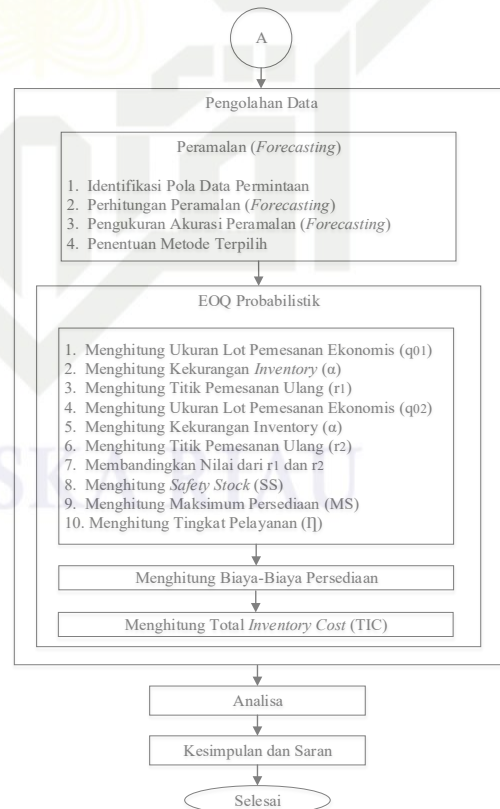 A
Pengolahan Data
Peramalan (Forecasting)
1. Identifikasi Pola Data Permintaan
2. Perhitungan Peramalan (Forecasting)
3. Pengukuran Akurasi Peramalan (Forecasting)
4. Penentuan Metode Terpilih
EOQ Probabilistik
1. Menghitung Ukuran Lot Pemesanan Ekonomis (q01)
2. Menghitung Kekurangan Inventory (α)
3. Menghitung Titik Pemesanan Ulang (r1)
4. Menghitung Ukuran Lot Pemesanan Ekonomis (q02)
5. Menghitung Kekurangan Inventory (α)
6. Menghitung Titik Pemesanan Ulang (r2)
7. Membandingkan Nilai dari r1 dan r2
8. Menghitung Safety Stock (SS)
9. Menghitung Maksimum Persediaan (MS)
10. Menghitung Tingkat Pelayanan (Ƞ)
Menghitung Biaya-Biaya Persediaan
Menghitung Total Inventory Cost (TIC)
Analisa
Kesimpulan dan Saran
Selesai
SKA RIAU